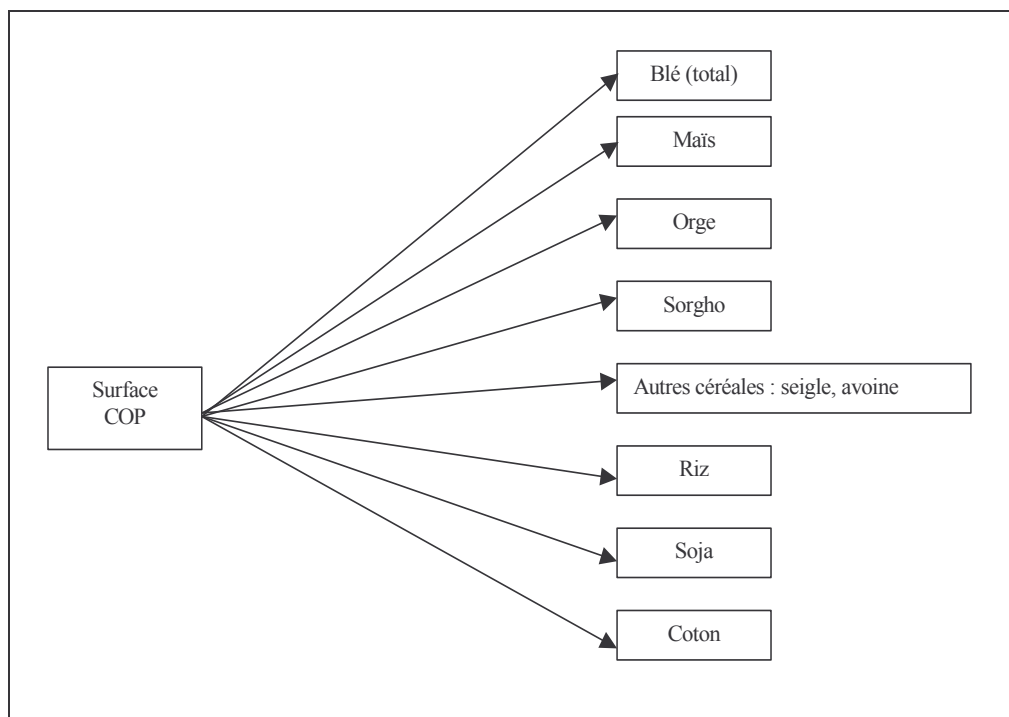 Blé (total)
Maïs
Orge
Sorgho
Surface
COP
Autres céréales : seigle, avoine
Riz
Soja
Coton